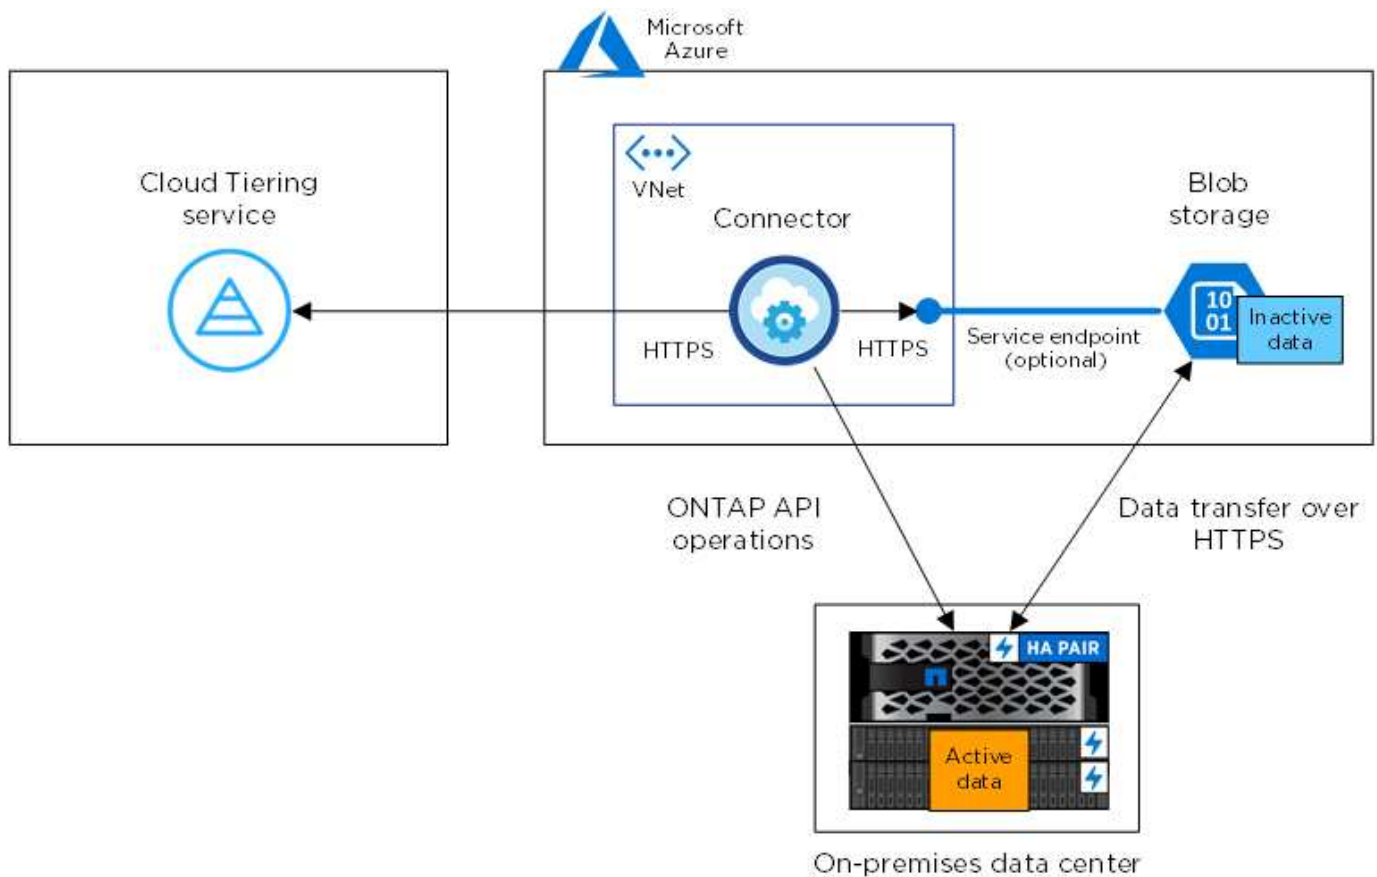 Microsoft
Azure
Cloud Tiering
service
VNet
Connector
Blob
storage
10
01
Inactive
data
HTTPS
HTTPS
Service endpoint
(optional)
ONTAP API
operations
Data transfer over
HTTPS
HA PAIR
Active
data
On-premises data center